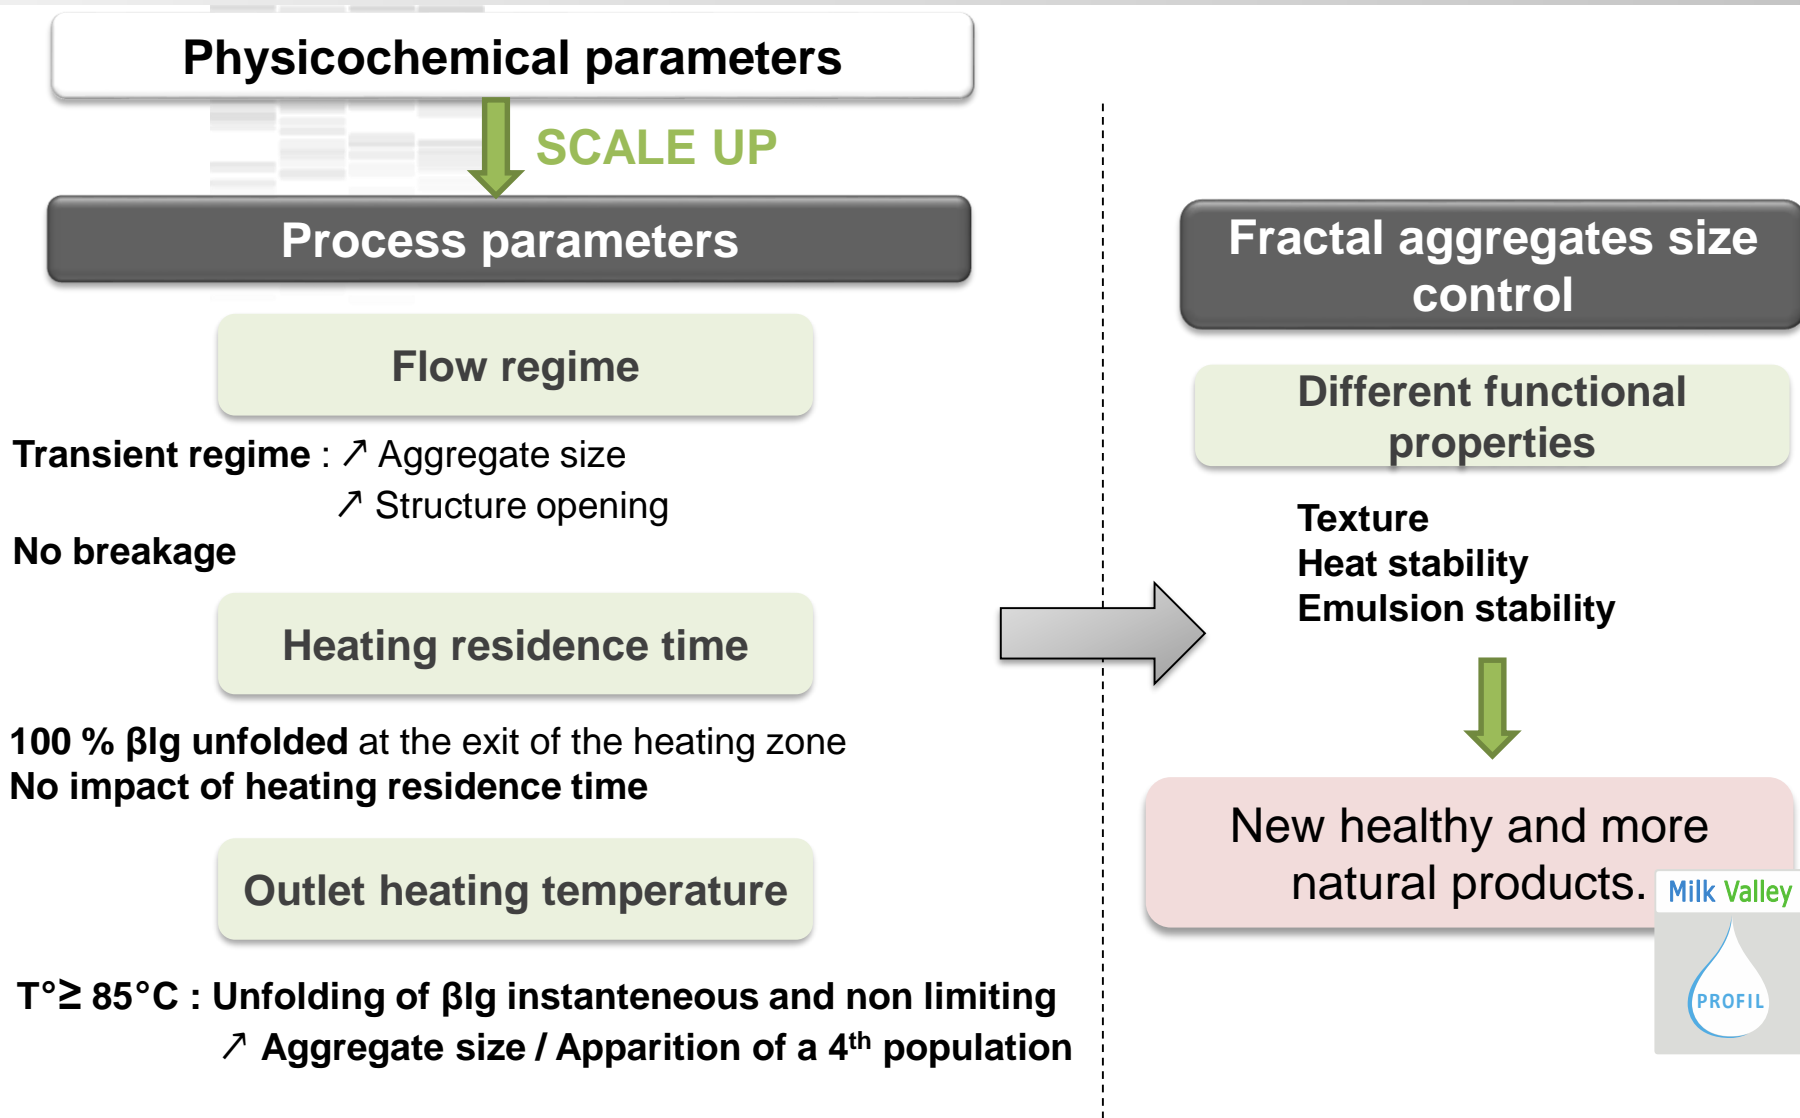 Physicochemical parameters
SCALE UP
Process parameters
Flow regime
Transient regime : ↗ Aggregate size
↗ Structure opening
No breakage
Heating residence time
100 % βlg unfolded at the exit of the heating zone
No impact of heating residence time
Outlet heating temperature
T°≥ 85°C : Unfolding of βlg instanteneous and non limiting
↗ Aggregate size / Apparition of a 4th population
Fractal aggregates size
control
Different functional
properties
Texture
Heat stability
Emulsion stability
New healthy and more
natural products.
Milk Valley
PROFIL